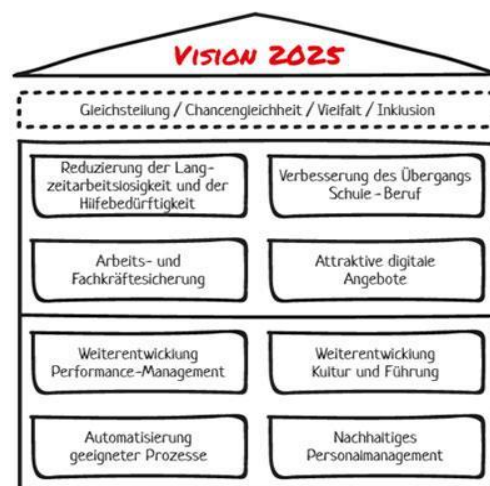 VISION 2025
Gleichstellung / Chancengleichheit / Vielfalt / Inklusion
Reduzierung der Lang-
zeitarbeitslosigkeit und der
Hilfebedürftigkeit
Verbesserung des Übergangs
Schule - Beruf
Arbeits- und
Fachkräftesicherung
Attraktive digitale
Angebote
Weiterentwicklung
Performance-Management
Weiterentwicklung
Kultur und Führung
Automatisierung
geeigneter Prozesse
Nachhaltiges
Personalmanagement